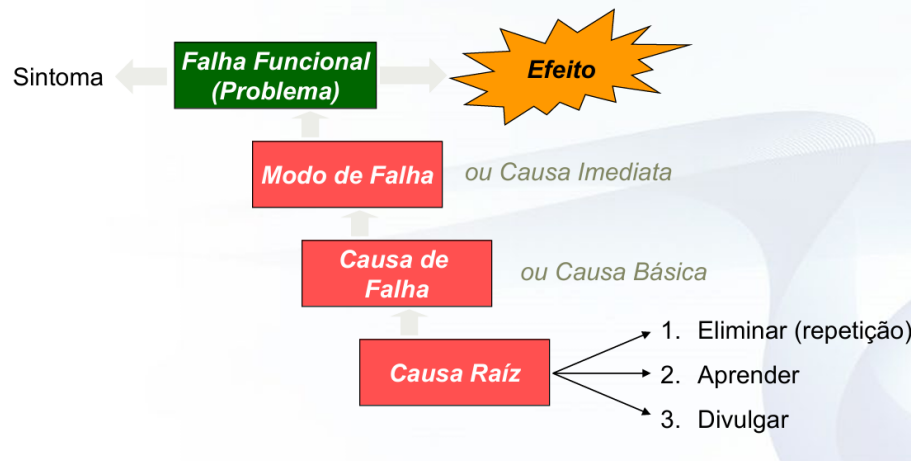 Sintoma
Falha Funcional
(Problema)
Efeito
Modo de Falha
ou Causa Imediata
Causa de
Falha
ou Causa Básica
Causa Raíz
1. Eliminar (repetição)
2. Aprender
3. Divulgar